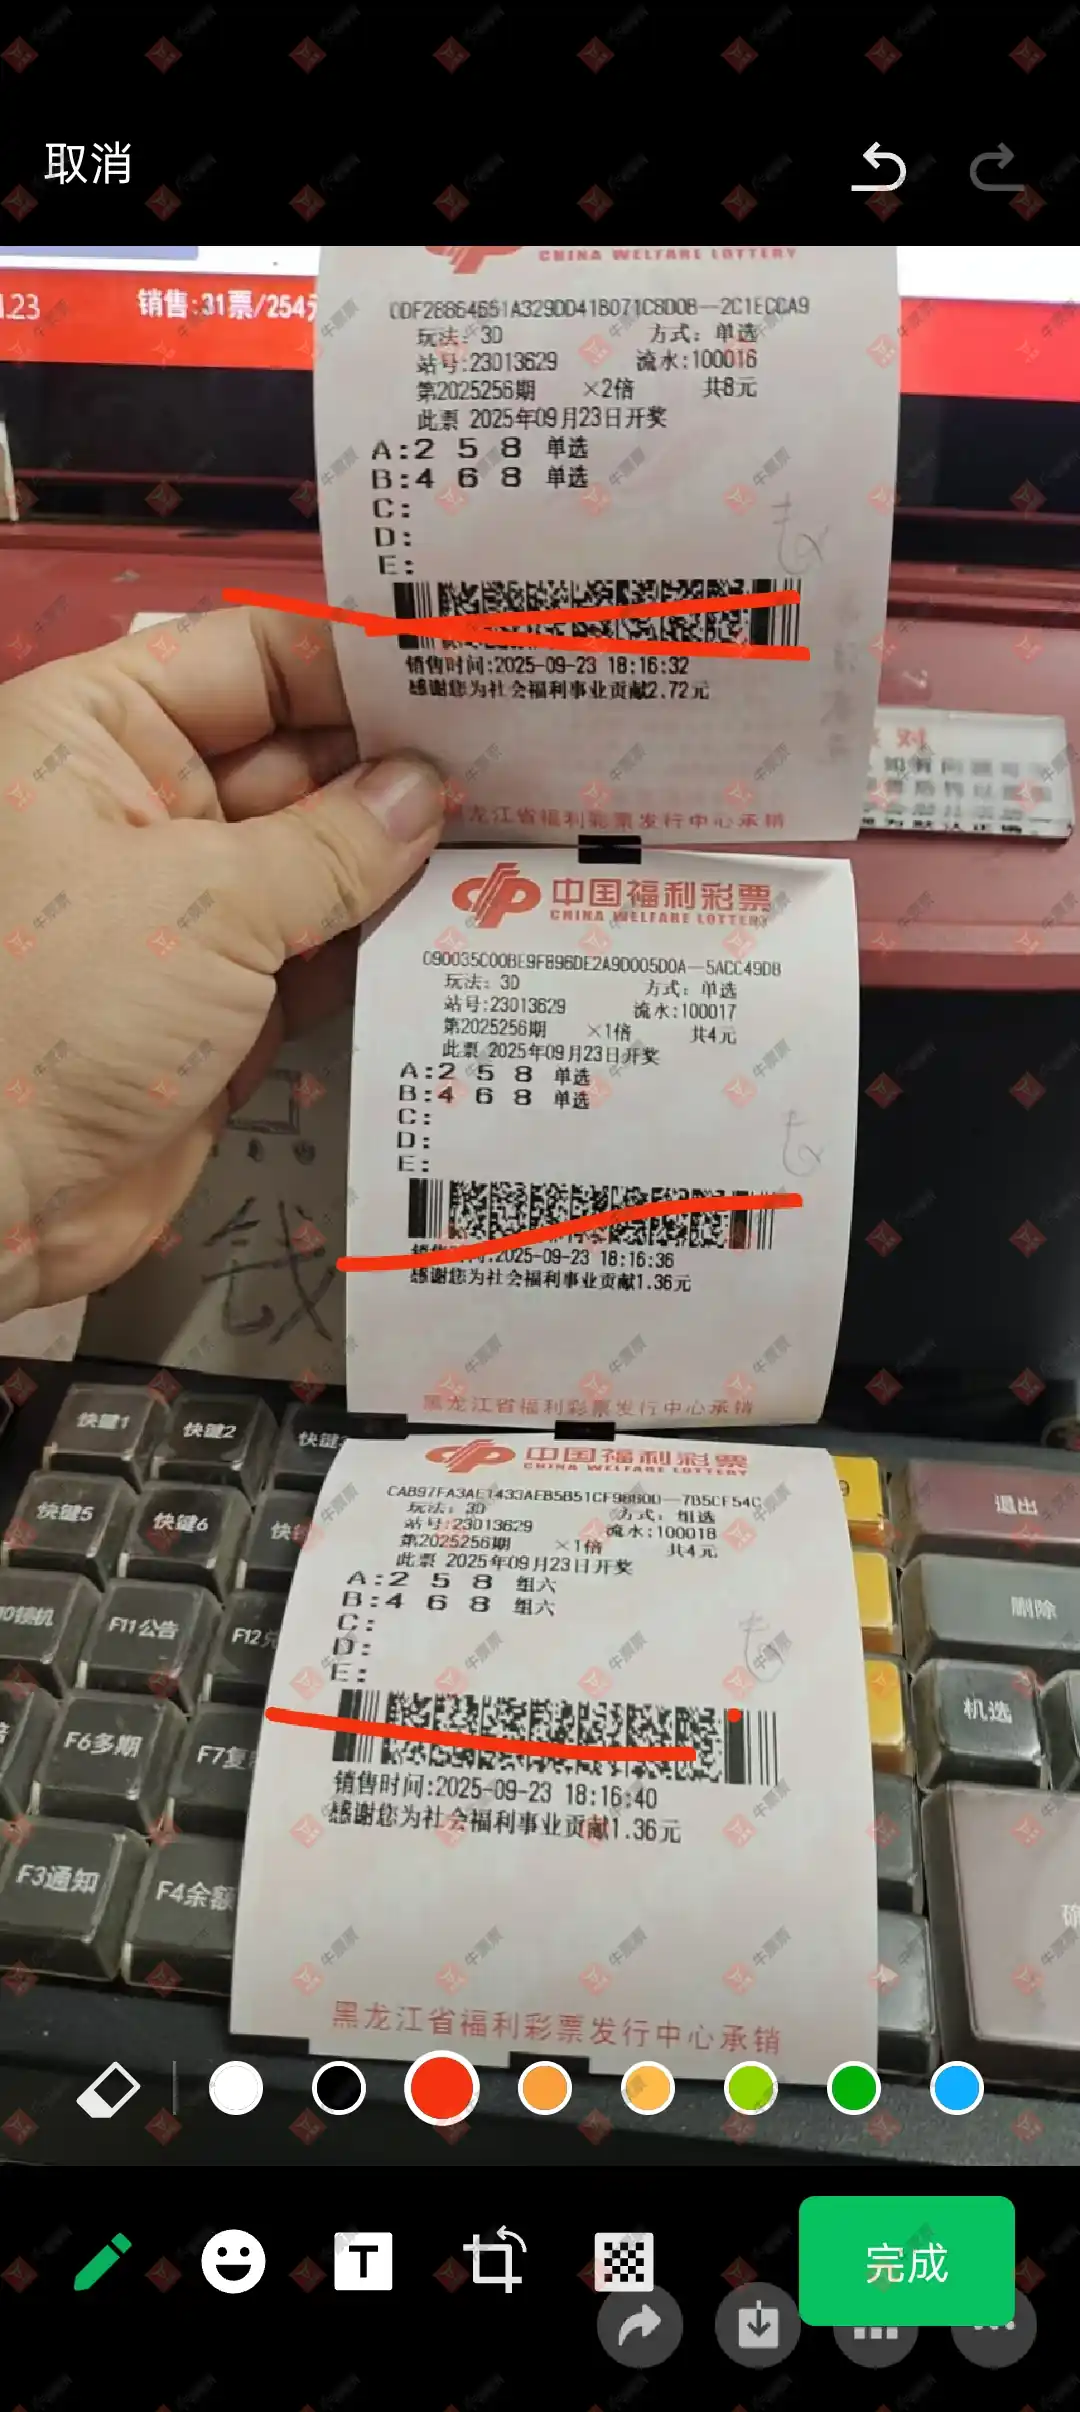 取消
销售:31票/254元
CHINA WELFARE LOTTERY
玩法: 3D 方式: 单选
站号:23013629 流水:100016
第2025256期 ×2倍 共8元
此票 2025年09月23日开奖
A:2 5 8 单选
B:4 6 8 单选
C:
D:
E:
销售时间:2025-09-23 18:16:32
感谢您为社会福利事业贡献2.72元
黑龙江省福利彩票发行中心承销
中国福利彩票
CHINA WELFARE LOTTERY
玩法: 3D 方式: 单选
站号:23013629 流水:100017
第2025256期 ×1倍 共4元
此票 2025年09月23日开奖
A:2 5 8 单选
B:4 6 8 单选
C:
D:
E:
销售时间:2025-09-23 18:16:36
感谢您为社会福利事业贡献1.36元
钱
黑龙江省福利彩票发行中心承销
中国福利彩票
CHINA WELFARE LOTTERY
玩法: 3D 方式: 组选
站号:23013629 流水:100018
第2025256期 ×1倍 共4元
此票 2025年09月23日开奖
A:2 5 8 组六
B:4 6 8 组六
C:
D:
E:
销售时间:2025-09-23 18:16:40
感谢您为社会福利事业贡献1.36元
黑龙江省福利彩票发行中心承销
快键1 快键2
快键5 快键6
F11公告 F12
F6多期
F3通知
退出
删除
机选
T
完成
牛票票